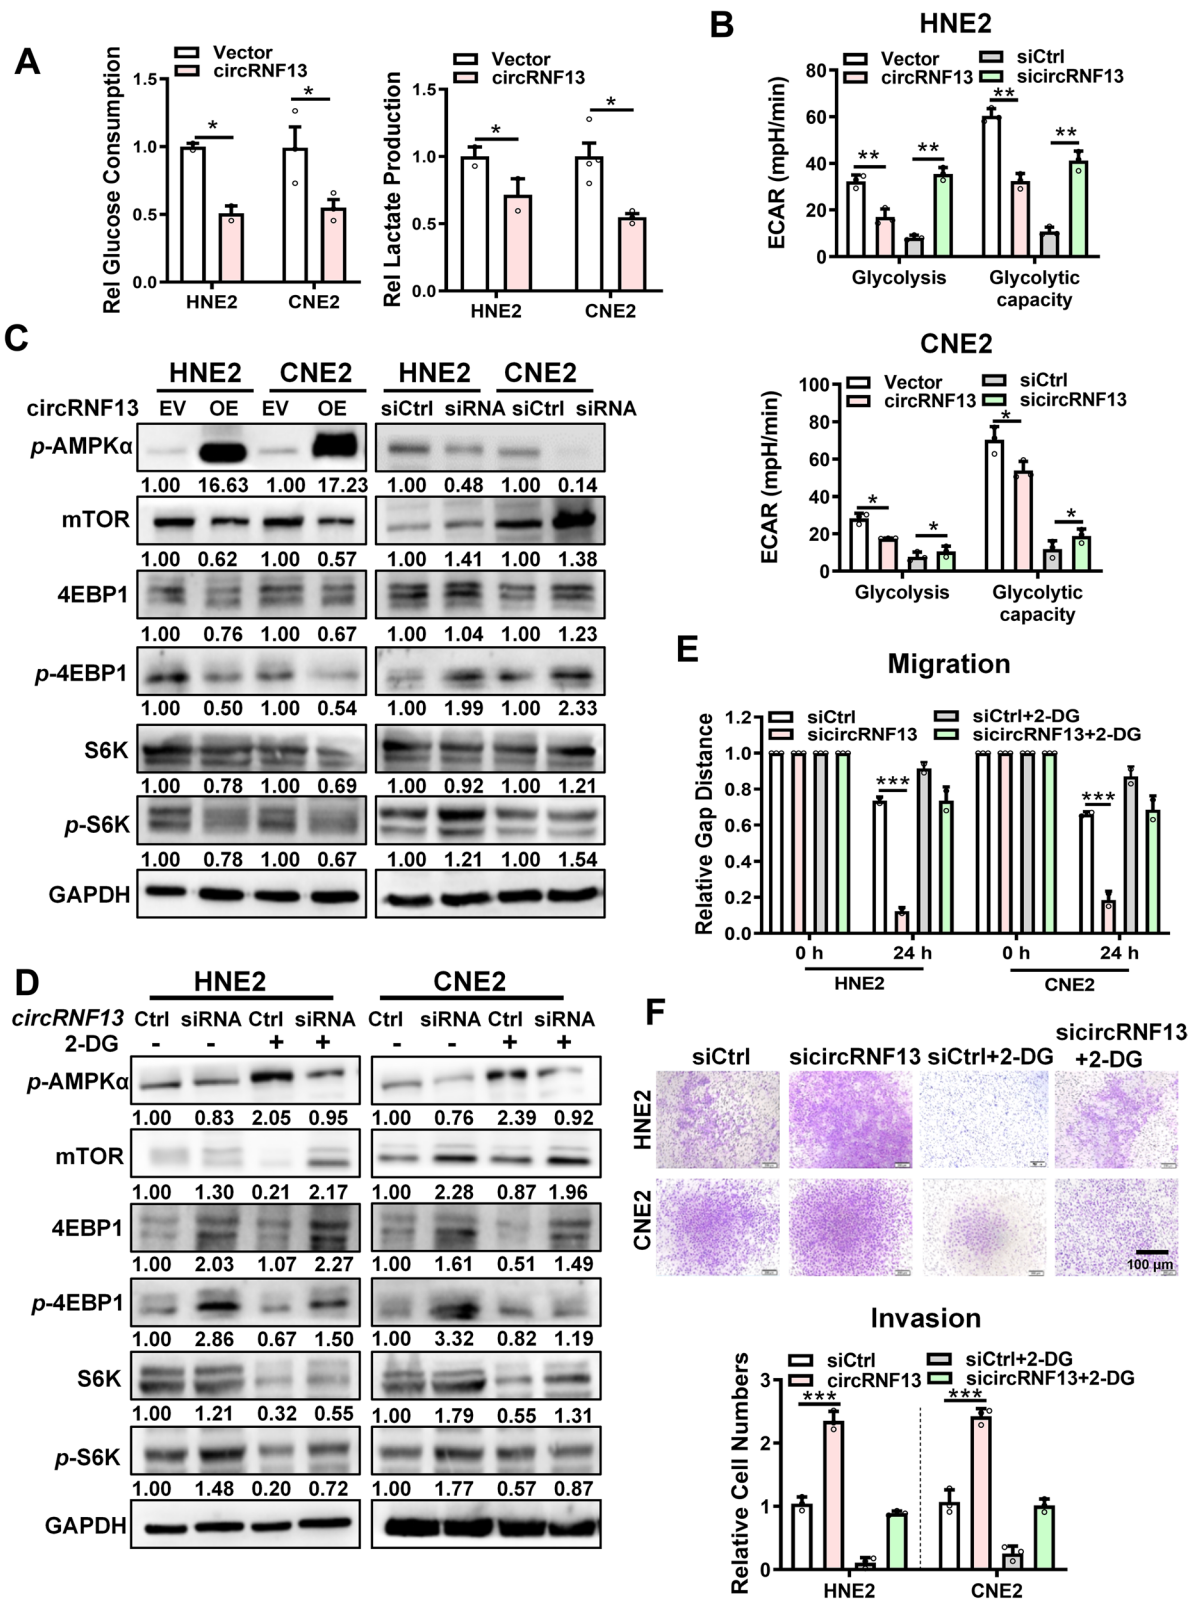 A
Vector
circRNF13
Rel Glucose Consumption
1.5
1.0
0.5
0.0
*
*
HNE2
CNE2
Vector
circRNF13
Rel Lactate Production
1.5
1.0
0.5
0.0
*
*
HNE2
CNE2
B
HNE2
Vector
circRNF13
siCtrl
sicircRNF13
ECAR (mpH/min)
80
60
40
20
0
**
**
**
**
Glycolysis
Glycolytic
capacity
CNE2
Vector
circRNF13
siCtrl
sicircRNF13
ECAR (mpH/min)
100
80
60
40
20
0
*
*
*
*
Glycolysis
Glycolytic
capacity
C
HNE2 CNE2 HNE2 CNE2
circRNF13 EV OE EV OE siCtrl siRNA siCtrl siRNA
p-AMPKα
1.00 16.63 1.00 17.23 1.00 0.48 1.00 0.14
mTOR
1.00 0.62 1.00 0.57 1.00 1.41 1.00 1.38
4EBP1
1.00 0.76 1.00 0.67 1.00 1.04 1.00 1.23
p-4EBP1
1.00 0.50 1.00 0.54 1.00 1.99 1.00 2.33
S6K
1.00 0.78 1.00 0.69 1.00 0.92 1.00 1.21
p-S6K
1.00 0.78 1.00 0.67 1.00 1.21 1.00 1.54
GAPDH
D
HNE2 CNE2
circRNF13 Ctrl siRNA Ctrl siRNA Ctrl siRNA Ctrl siRNA
2-DG - - + + - - + +
p-AMPKα
1.00 0.83 2.05 0.95 1.00 0.76 2.39 0.92
mTOR
1.00 1.30 0.21 2.17 1.00 2.28 0.87 1.96
4EBP1
1.00 2.03 1.07 2.27 1.00 1.61 0.51 1.49
p-4EBP1
1.00 2.86 0.67 1.50 1.00 3.32 0.82 1.19
S6K
1.00 1.21 0.32 0.55 1.00 1.79 0.55 1.31
p-S6K
1.00 1.48 0.20 0.72 1.00 1.77 0.57 0.87
GAPDH
E
Migration
siCtrl
sicircRNF13
siCtrl+2-DG
sicircRNF13+2-DG
Relative Gap Distance
1.2
1.0
0.8
0.6
0.4
0.2
0.0
***
***
0 h 24 h 0 h 24 h
HNE2 CNE2
F
siCtrl sicircRNF13 siCtrl+2-DG sicircRNF13
+2-DG
HNE2
CNE2
100 μm
Invasion
siCtrl
circRNF13
siCtrl+2-DG
sicircRNF13+2-DG
Relative Cell Numbers
3
2
1
0
***
***
HNE2
CNE2